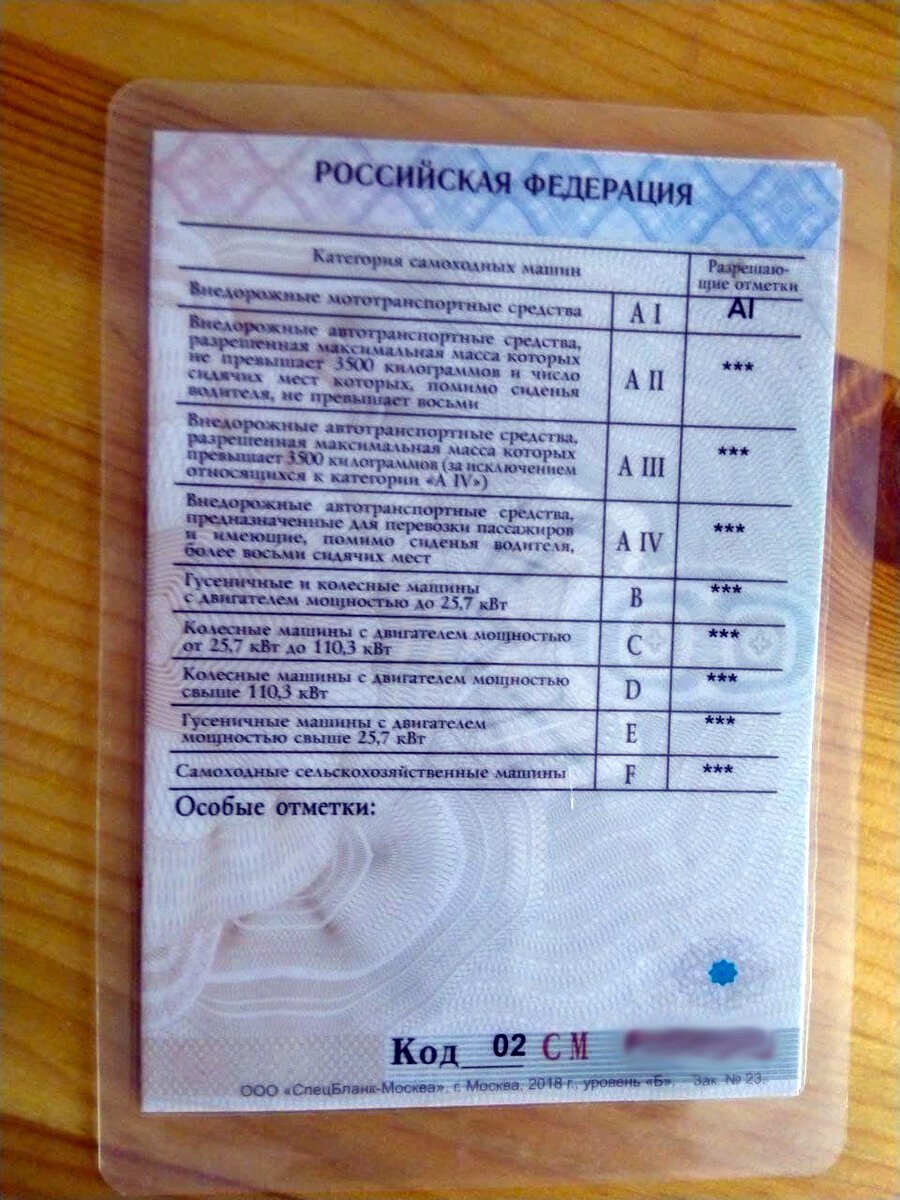 РОССИЙСКАЯ ФЕДЕРАЦИЯ
Категория самоходных машин
Разрешаю-
щие отметки
Внедорожные мототранспортные средства
А I
AI
Внедорожные автотранспортные средства,
разрешенная максимальная масса которых
не превышает 3500 килограммов и число
сидячих мест которых, помимо сиденья
водителя, не превышает восьми
А II
***
Внедорожные автотранспортные средства,
разрешенная максимальная масса которых
превышает 3500 килограммов (за исключением
относящихся к категории «А IV»)
А III
***
Внедорожные автотранспортные средства,
предназначенные для перевозки пассажиров
и имеющие, помимо сиденья водителя,
более восьми сидячих мест
А IV
***
Гусеничные и колесные машины
с двигателем мощностью до 25,7 кВт
B
***
Колесные машины с двигателем мощностью
от 25,7 кВт до 110,3 кВт
C
***
Колесные машины с двигателем мощностью
свыше 110,3 кВт
D
***
Гусеничные машины с двигателем
мощностью свыше 25,7 кВт
E
***
Самоходные сельскохозяйственные машины
F
***
Особые отметки:
Код 02 СМ
ООО «СпецБланк-Москва», г. Москва, 2018 г., уровень «Б». Зак. № 23.